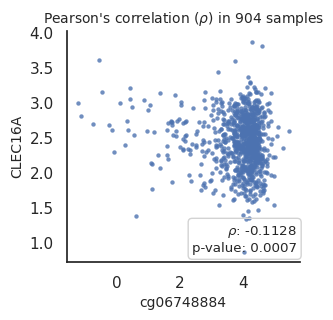 Pearson's correlation (ρ) in 904 samples
4.0
3.5
3.0
2.5
2.0
1.5
1.0
CLEC16A
ρ: -0.1128
p-value: 0.0007
0
2
4
cg06748884